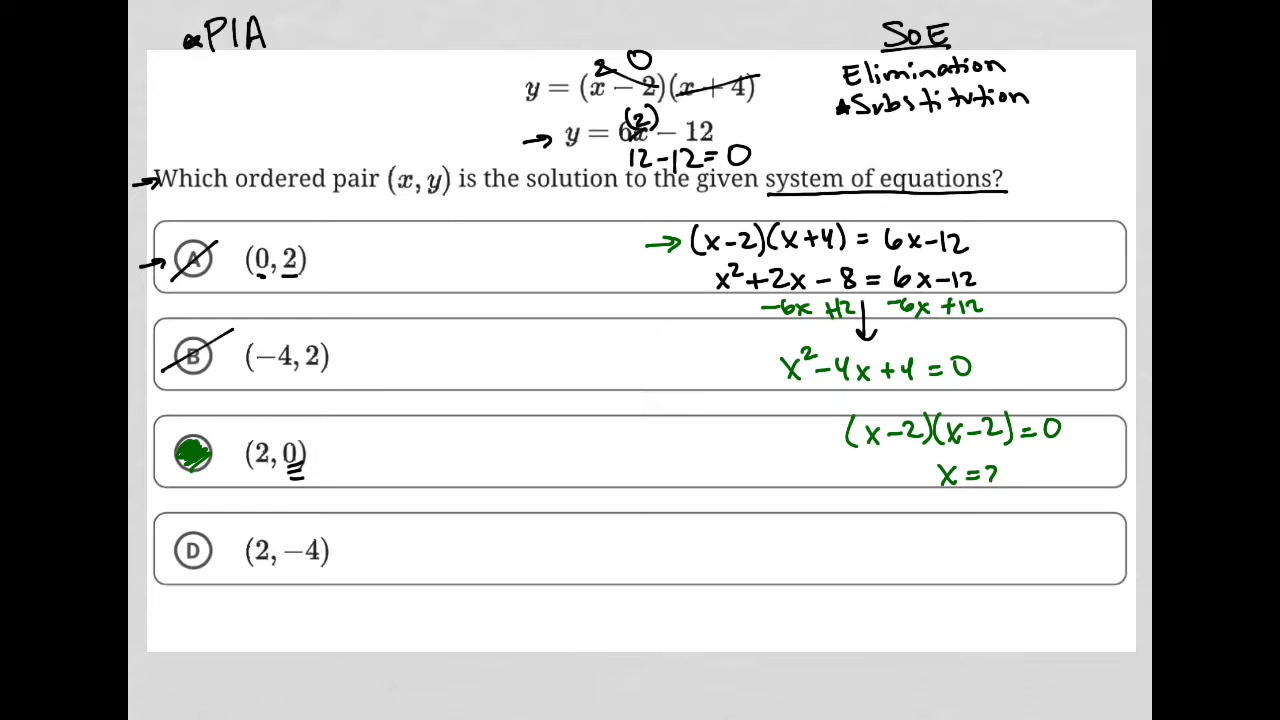 PIA
SOE
Elimination
Substitution
2 0
y = (x − 2)(x + 4)
(2)
y = 6x − 12
12-12=0
Which ordered pair (x, y) is the solution to the given system of equations?
A (0, 2)
(x-2)(x+4) = 6x-12
x²+2x-8 = 6x-12
-6x +12 -6x +12
B (−4, 2)
x²-4x+4=0
(2, 0)
(x-2)(x-2)=0
x=2
D (2, −4)